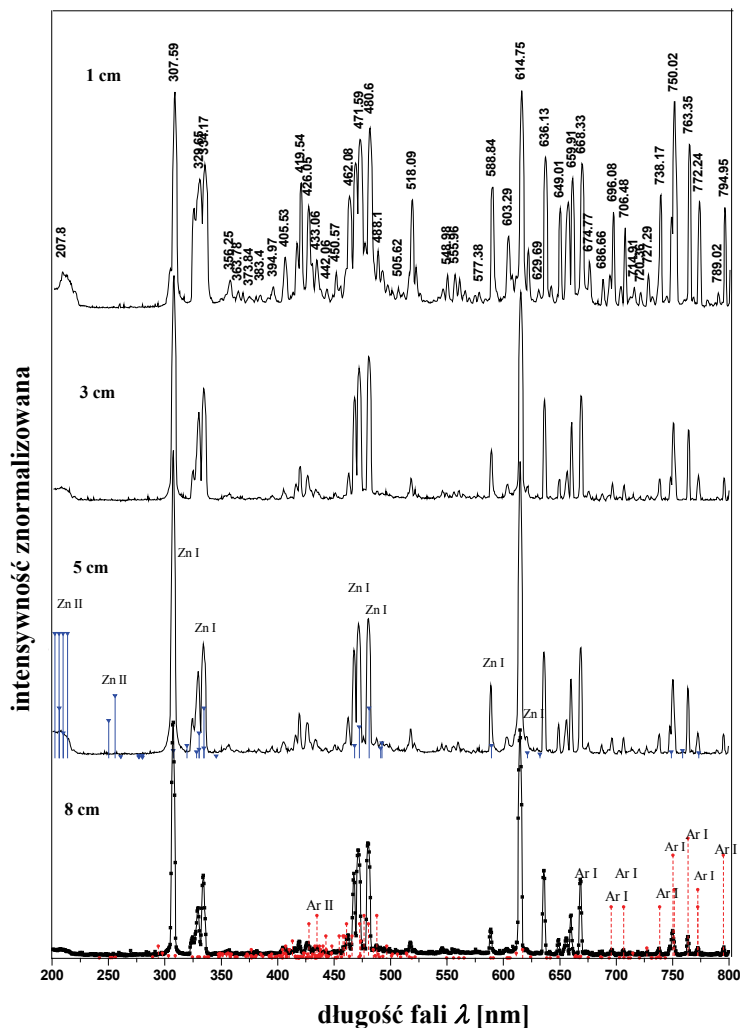 1 cm
207.8
307.59
329.65
334.17
356.25
363.78
373.84
383.4
394.97
405.53
419.54
426.05
433.06
442.06
450.57
462.08
471.59
480.6
488.1
505.62
518.09
548.98
555.96
577.38
588.84
603.29
614.75
629.69
636.13
649.01
659.91
668.33
674.77
686.66
696.08
706.48
714.91
720.36
727.29
738.17
750.02
763.35
772.24
789.02
794.95
3 cm
5 cm
Zn II
Zn II
Zn I
Zn I
Zn I
Zn I
Zn I
Zn I
8 cm
Ar II
Ar I
Ar I
Ar I
Ar I
Ar I
Ar I
Ar I
Ar I
intensywność znormalizowana
200 250 300 350 400 450 500 550 600 650 700 750 800
długość fali λ [nm]